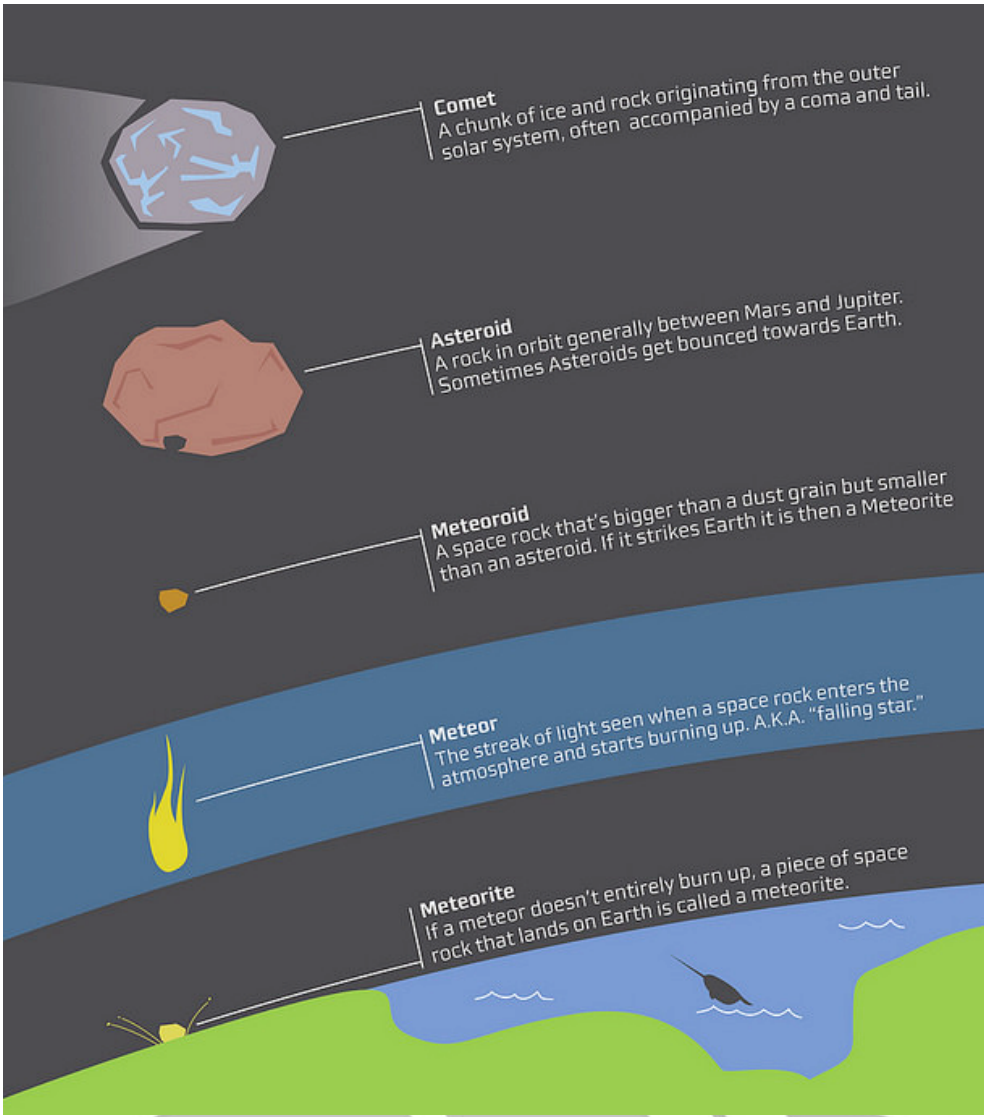 Comet
A chunk of ice and rock originating from the outer
solar system, often accompanied by a coma and tail.
Asteroid
A rock in orbit generally between Mars and Jupiter.
Sometimes Asteroids get bounced towards Earth.
Meteoroid
A space rock that's bigger than a dust grain but smaller
than an asteroid. If it strikes Earth it is then a Meteorite
Meteor
The streak of light seen when a space rock enters the
atmosphere and starts burning up. A.K.A. “falling star.”
Meteorite
If a meteor doesn't entirely burn up, a piece of space
rock that lands on Earth is called a meteorite.